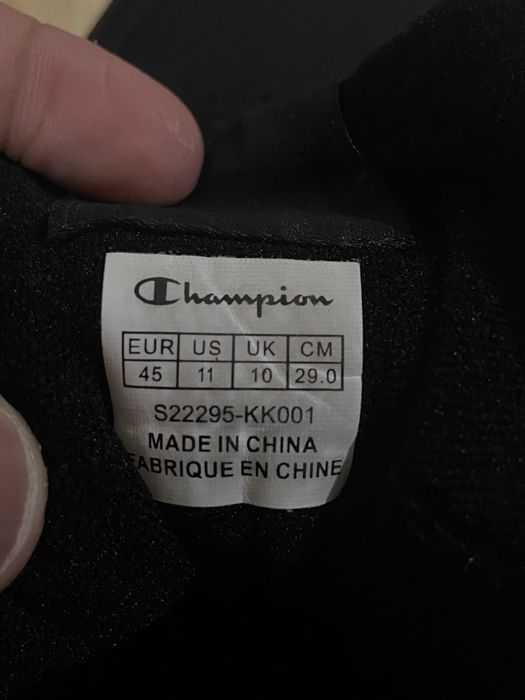 Champion
EUR US UK CM
45 11 10 29.0
S22295-KK001
MADE IN CHINA
FABRIQUE EN CHINE